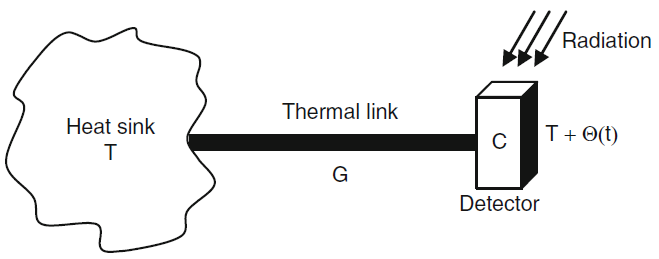 Radiation
Thermal link
Heat sink
T
C
T + Θ(t)
G
Detector